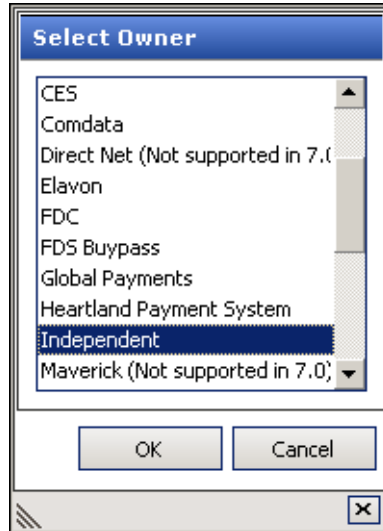 Select Owner
CES
Comdata
Direct Net (Not supported in 7.(
Elavon
FDC
FDS Buypass
Global Payments
Heartland Payment System
Independent
Maverick (Not supported in 7.0)
OK Cancel